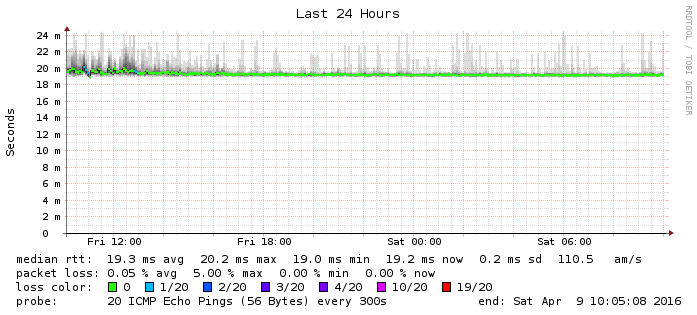 Last 24 Hours
RRDTOOL / TOBI OETIKER
Seconds
24 m
22 m
20 m
18 m
16 m
14 m
12 m
10 m
8 m
6 m
4 m
2 m
0
Fri 12:00 Fri 18:00 Sat 00:00 Sat 06:00
median rtt: 19.3 ms avg 20.2 ms max 19.0 ms min 19.2 ms now 0.2 ms sd 110.5 am/s
packet loss: 0.05 % avg 5.00 % max 0.00 % min 0.00 % now
loss color: 0 1/20 2/20 3/20 4/20 10/20 19/20
probe: 20 ICMP Echo Pings (56 Bytes) every 300s end: Sat Apr 9 10:05:08 2016